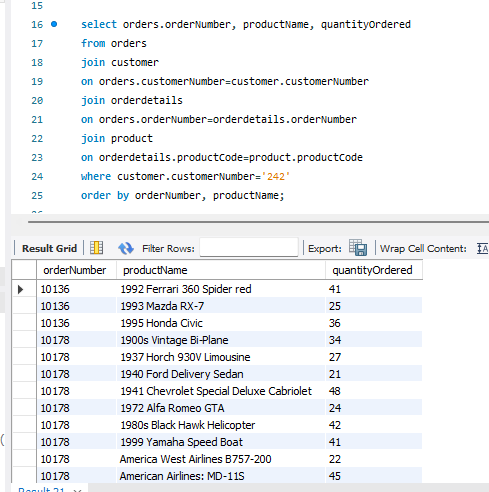 15
16 select orders.orderNumber, productName, quantityOrdered
17 from orders
18 join customer
19 on orders.customerNumber=customer.customerNumber
20 join orderdetails
21 on orders.orderNumber=orderdetails.orderNumber
22 join product
23 on orderdetails.productCode=product.productCode
24 where customer.customerNumber='242'
25 order by orderNumber, productName;
Result Grid Filter Rows: Export: Wrap Cell Content: IA
orderNumber productName quantityOrdered
10136 1992 Ferrari 360 Spider red 41
10136 1993 Mazda RX-7 25
10136 1995 Honda Civic 36
10178 1900s Vintage Bi-Plane 34
10178 1937 Horch 930V Limousine 27
10178 1940 Ford Delivery Sedan 21
10178 1941 Chevrolet Special Deluxe Cabriolet 48
10178 1972 Alfa Romeo GTA 24
10178 1980s Black Hawk Helicopter 42
10178 1999 Yamaha Speed Boat 41
10178 America West Airlines B757-200 22
10178 American Airlines: MD-11S 45